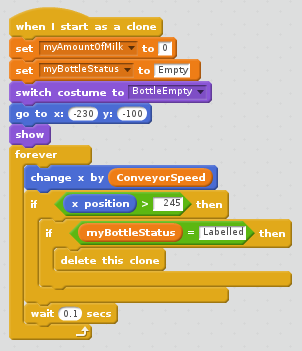 when I start as a clone
set myAmountOfMilk to 0
set myBottleStatus to Empty
switch costume to BottleEmpty
go to x: -230 y: -100
show
forever
change x by ConveyorSpeed
if x position > 245 then
if myBottleStatus = Labelled then
delete this clone
wait 0.1 secs